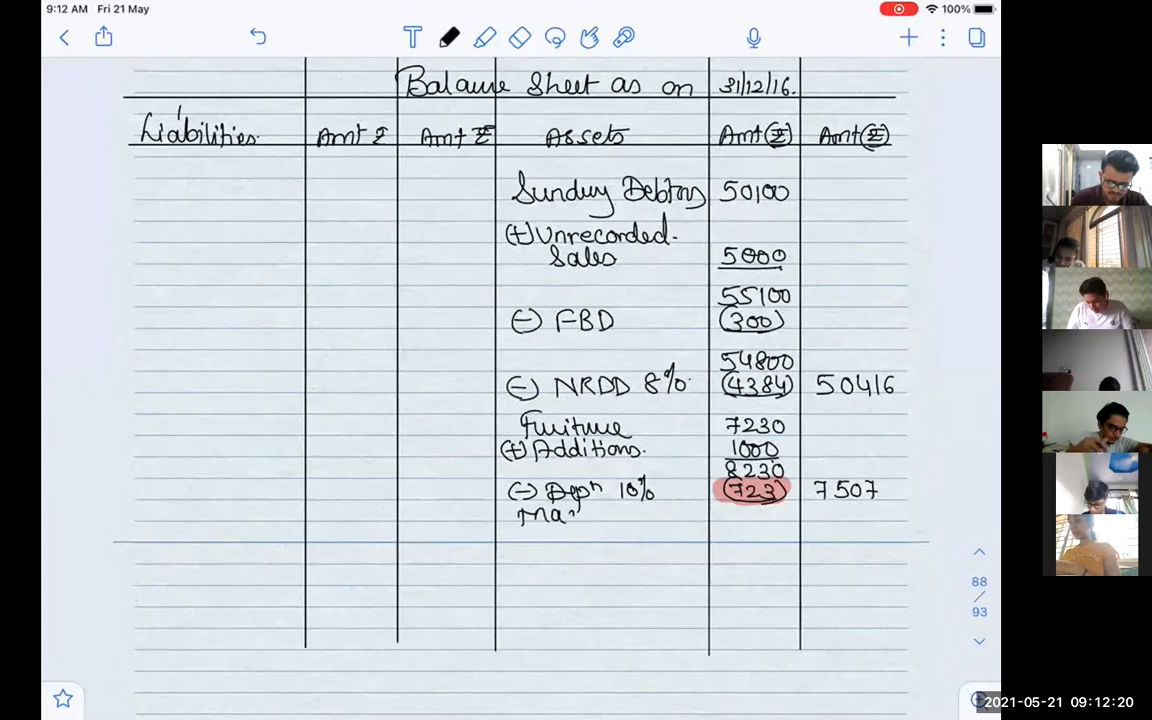 9:12 AM Fri 21 May 100%
Balance Sheet as on 31/12/16.
Liabilities. Amt ₹ Amt ₹ Assets Amt(₹) Amt(₹)
Sundry Debtors 50100
(+) Unrecorded.
Sales 5000
55100
(-) FBD (300)
54800
(-) NRDD 8%. (4384) 50416
Furniture 7230
(+) Additions. 1000
8230
(-) Depn 10% (723) 7507
Ma
88
/
93
2021-05-21 09:12:20